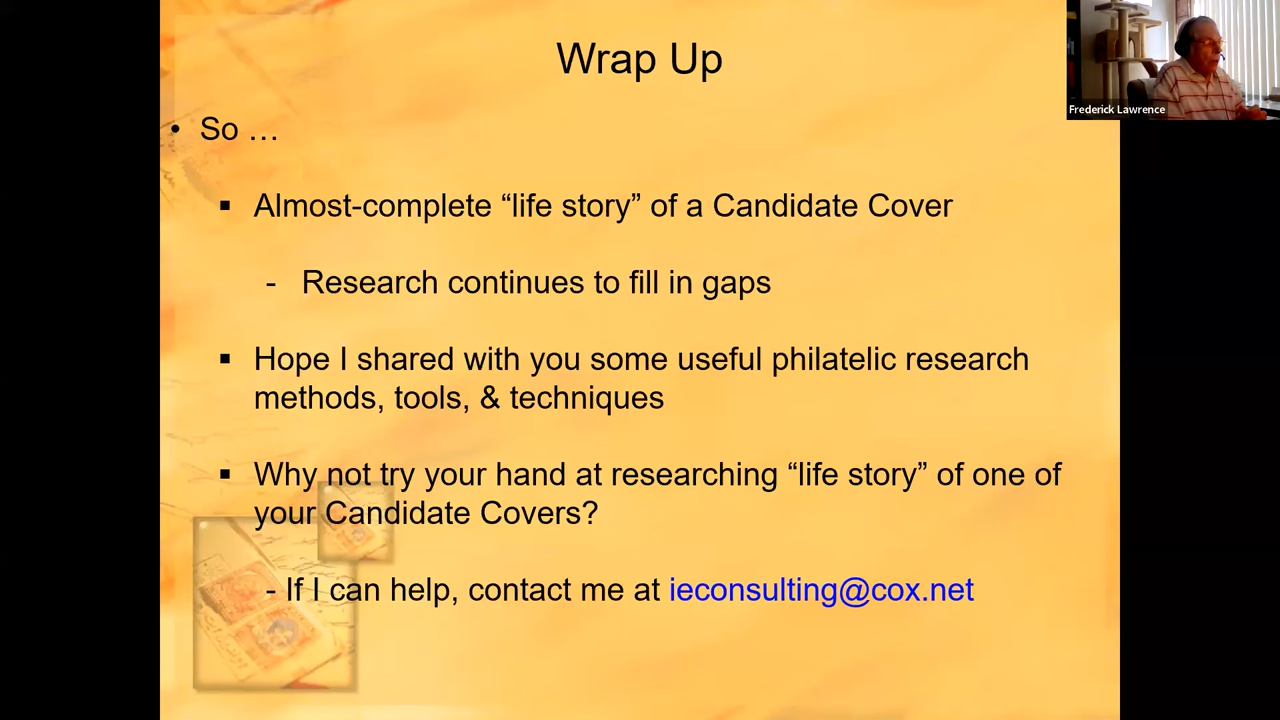 Wrap Up
Frederick Lawrence
• So …
▪ Almost-complete “life story” of a Candidate Cover
- Research continues to fill in gaps
▪ Hope I shared with you some useful philatelic research
methods, tools, & techniques
▪ Why not try your hand at researching “life story” of one of
your Candidate Covers?
- If I can help, contact me at ieconsulting@cox.net